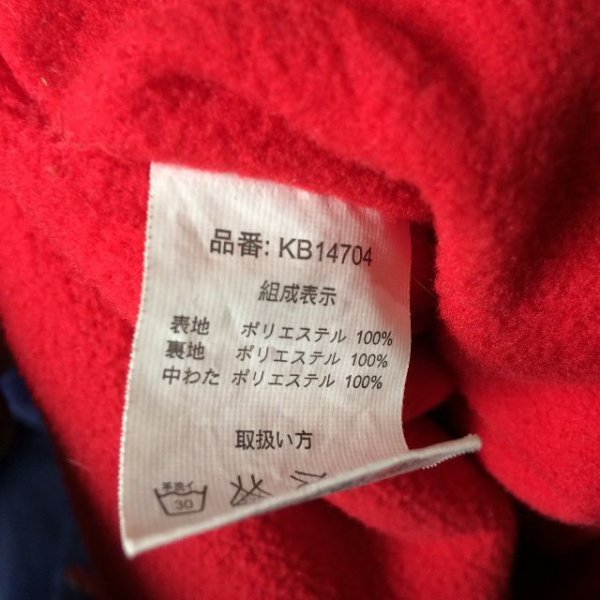 品番: KB14704
組成表示
表地 ポリエステル 100%
裏地 ポリエステル 100%
中わた ポリエステル 100%
取扱い方
手洗イ
30